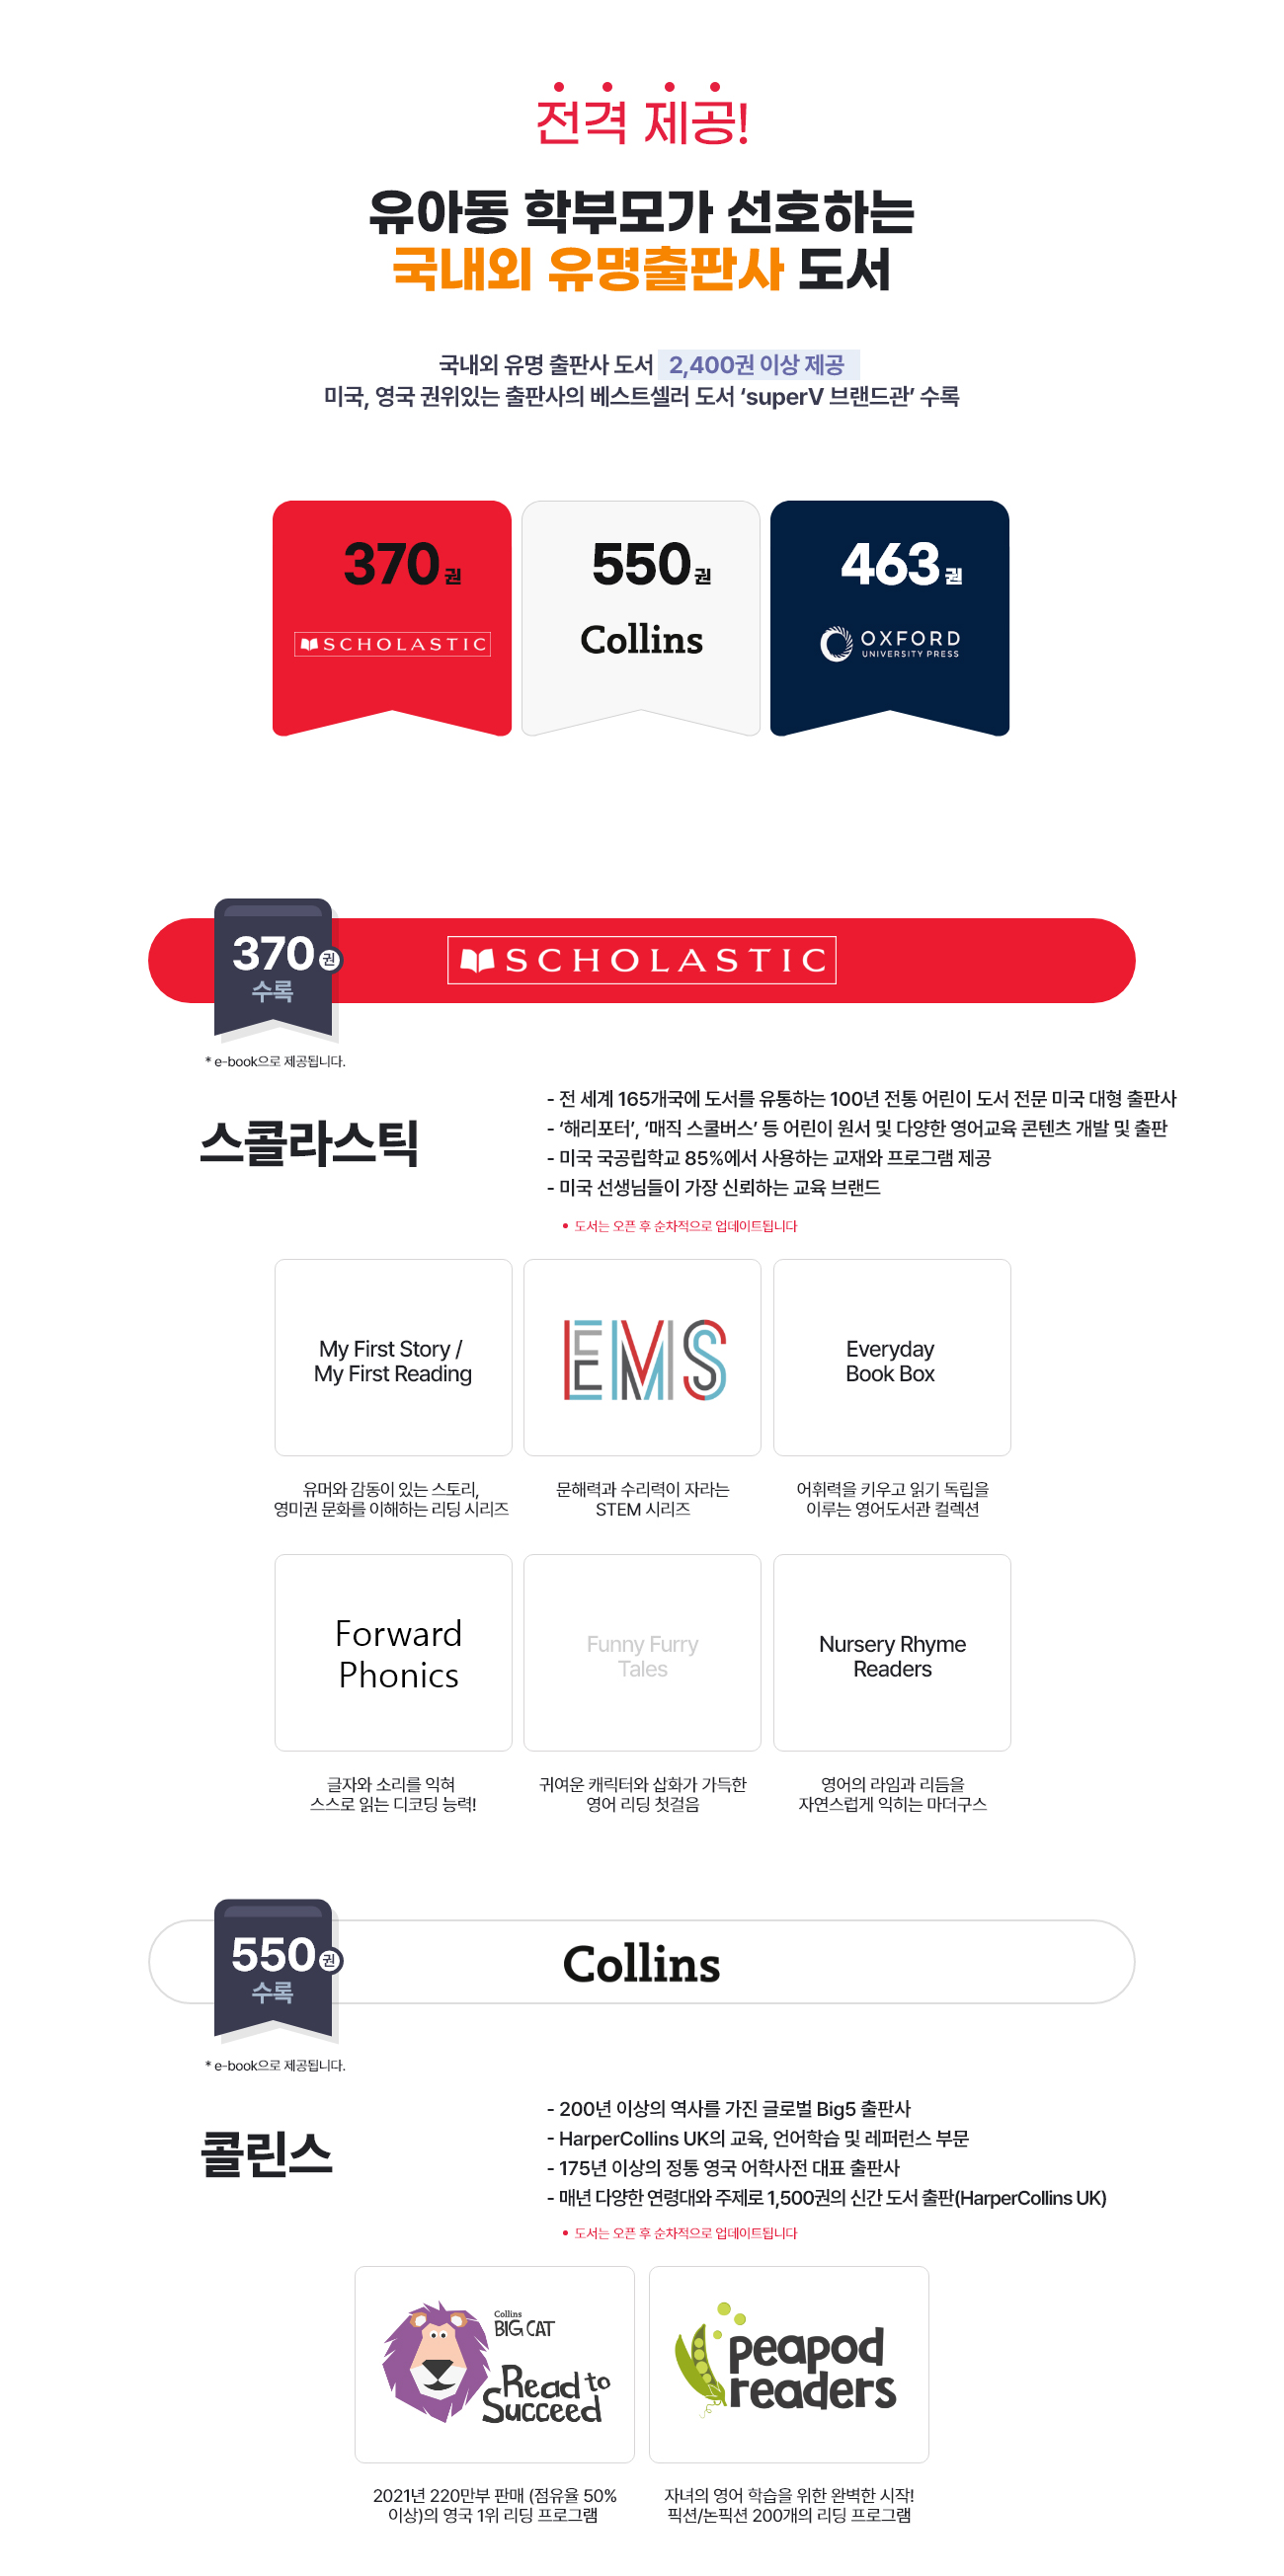 전격 제공!
유아동 학부모가 선호하는
국내외 유명출판사 도서
국내외 유명 출판사 도서 2,400권 이상 제공
미국, 영국 권위있는 출판사의 베스트셀러 도서 ‘superV 브랜드관’ 수록
370권
SCHOLASTIC
550권
Collins
463권
OXFORD
UNIVERSITY PRESS
370권
수록
SCHOLASTIC
* e-book으로 제공됩니다.
스콜라스틱
- 전 세계 165개국에 도서를 유통하는 100년 전통 어린이 도서 전문 미국 대형 출판사
- ‘해리포터’, ‘매직 스쿨버스’ 등 어린이 원서 및 다양한 영어교육 콘텐츠 개발 및 출판
- 미국 국공립학교 85%에서 사용하는 교재와 프로그램 제공
- 미국 선생님들이 가장 신뢰하는 교육 브랜드
• 도서는 오픈 후 순차적으로 업데이트됩니다
My First Story /
My First Reading
유머와 감동이 있는 스토리,
영미권 문화를 이해하는 리딩 시리즈
EMS
문해력과 수리력이 자라는
STEM 시리즈
Everyday
Book Box
어휘력을 키우고 읽기 독립을
이루는 영어도서관 컬렉션
Forward
Phonics
글자와 소리를 익혀
스스로 읽는 디코딩 능력!
Funny Furry
Tales
귀여운 캐릭터와 삽화가 가득한
영어 리딩 첫걸음
Nursery Rhyme
Readers
영어의 라임과 리듬을
자연스럽게 익히는 마더구스
550권
수록
Collins
* e-book으로 제공됩니다.
콜린스
- 200년 이상의 역사를 가진 글로벌 Big5 출판사
- HarperCollins UK의 교육, 언어학습 및 레퍼런스 부문
- 175년 이상의 정통 영국 어학사전 대표 출판사
- 매년 다양한 연령대와 주제로 1,500권의 신간 도서 출판(HarperCollins UK)
• 도서는 오픈 후 순차적으로 업데이트됩니다
Collins
BIG CAT
Read to
Succeed
2021년 220만부 판매 (점유율 50%
이상)의 영국 1위 리딩 프로그램
peapod
readers
자녀의 영어 학습을 위한 완벽한 시작!
픽션/논픽션 200개의 리딩 프로그램